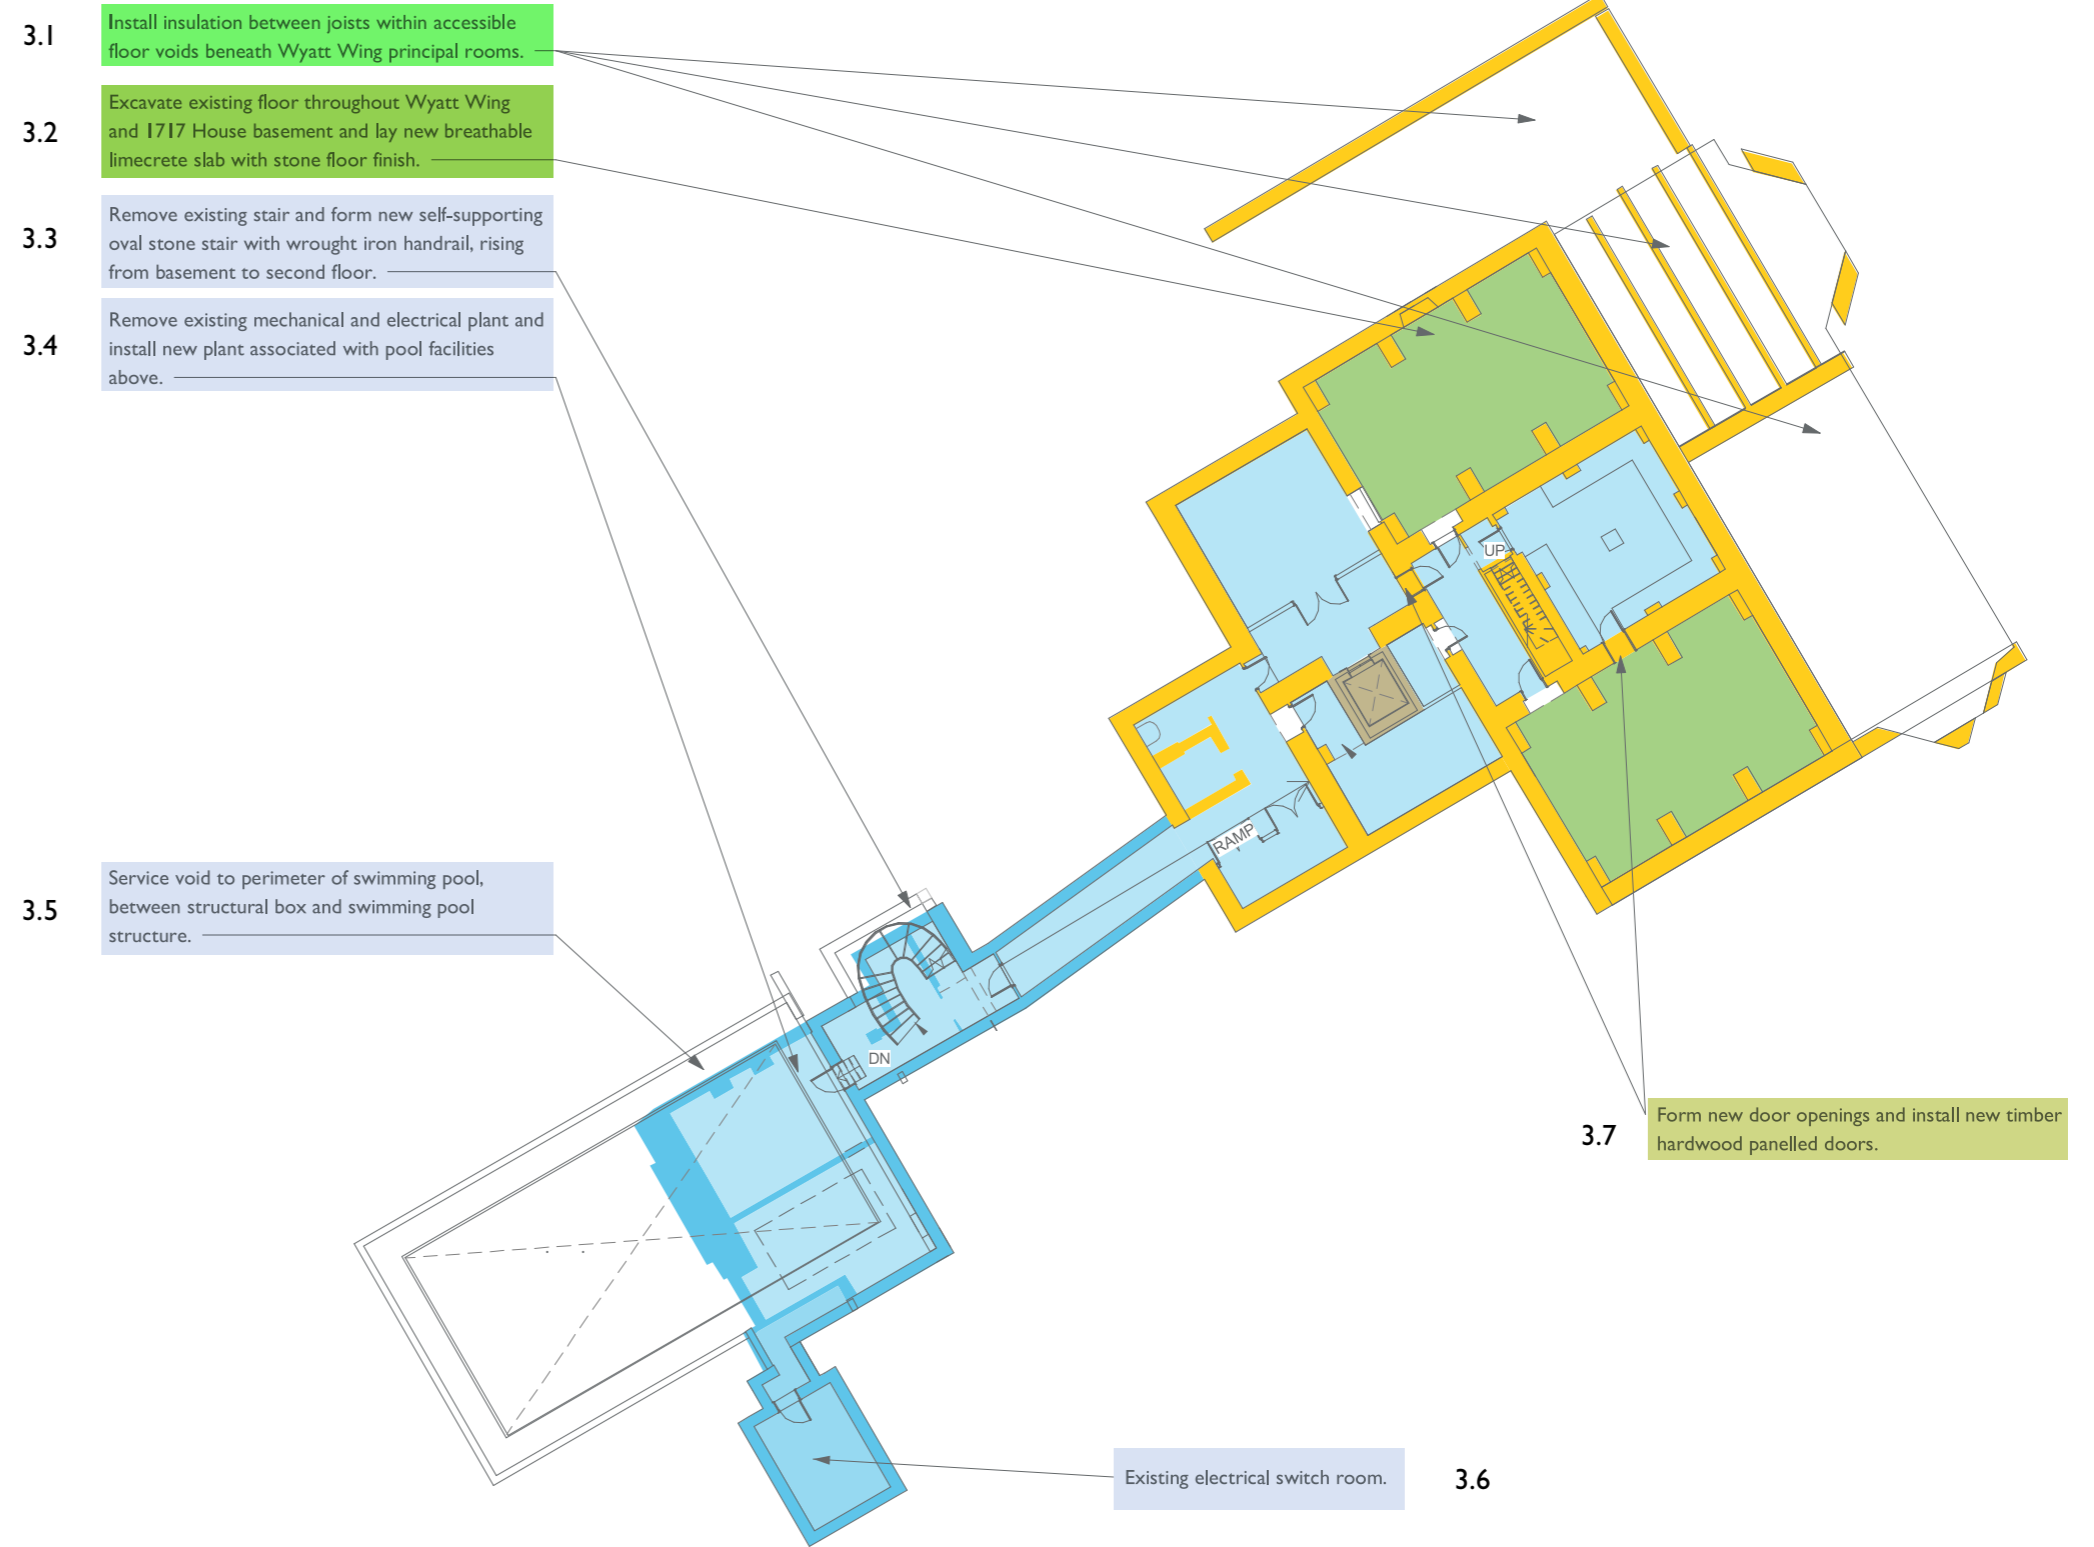 3.1
Install insulation between joists within accessible
floor voids beneath Wyatt Wing principal rooms.
3.2
Excavate existing floor throughout Wyatt Wing
and 1717 House basement and lay new breathable
limecrete slab with stone floor finish.
3.3
Remove existing stair and form new self-supporting
oval stone stair with wrought iron handrail, rising
from basement to second floor.
3.4
Remove existing mechanical and electrical plant and
install new plant associated with pool facilities
above.
UP
RAMP
3.5
Service void to perimeter of swimming pool,
between structural box and swimming pool
structure.
DN
3.7
Form new door openings and install new timber
hardwood panelled doors.
Existing electrical switch room.
3.6